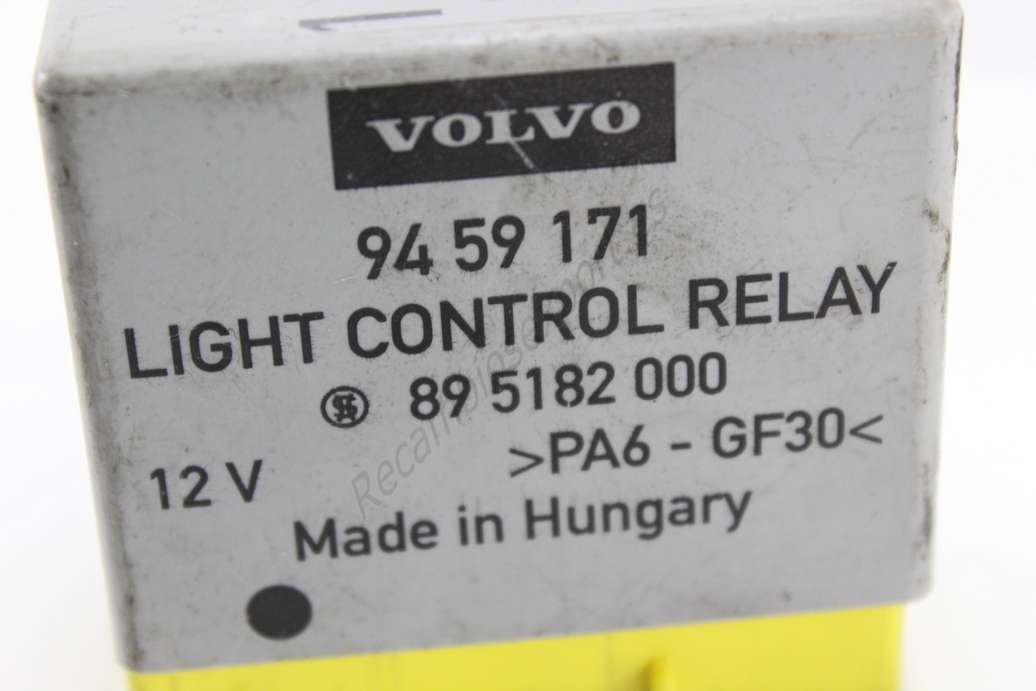 VOLVO
94 59 171
LIGHT CONTROL RELAY
89 5182 000
12 V >PA6 - GF30<
Made in Hungary